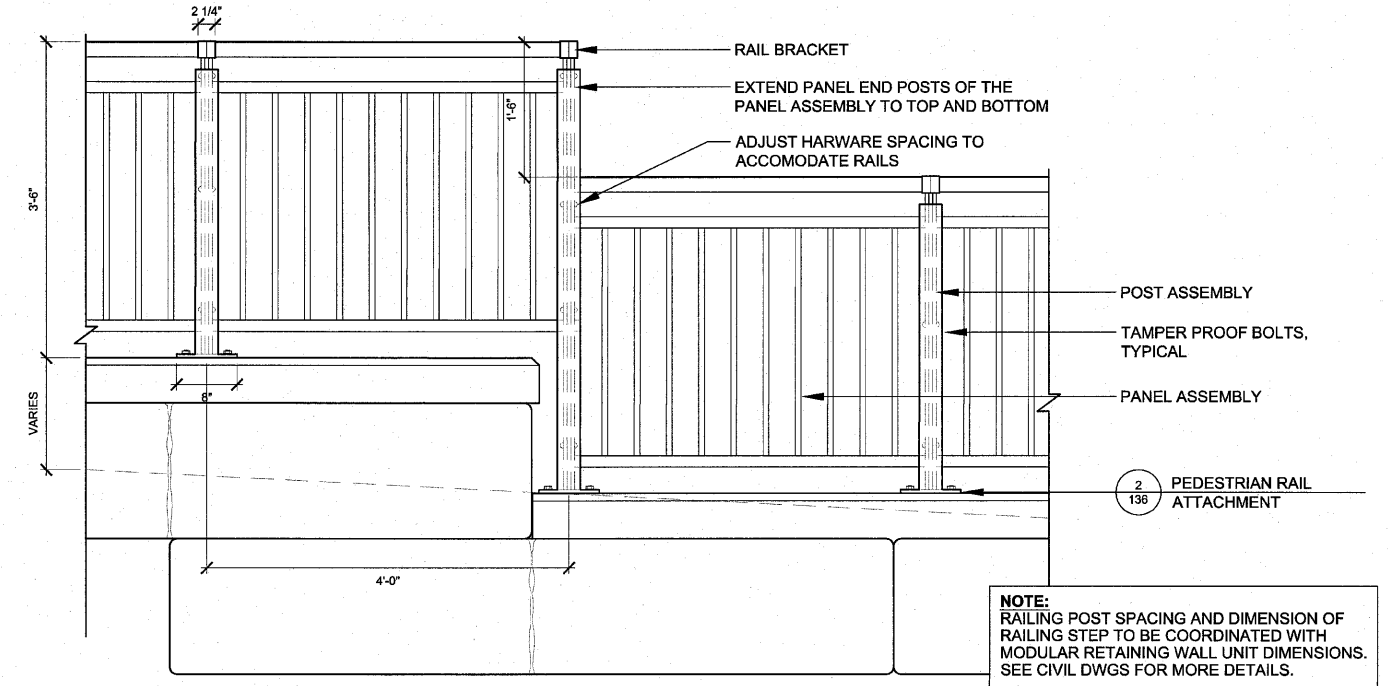 2 1/4"
RAIL BRACKET
EXTEND PANEL END POSTS OF THE
PANEL ASSEMBLY TO TOP AND BOTTOM
1'-6"
ADJUST HARWARE SPACING TO
ACCOMODATE RAILS
3'-6"
POST ASSEMBLY
TAMPER PROOF BOLTS,
TYPICAL
8"
PANEL ASSEMBLY
VARIES
2
136
PEDESTRIAN RAIL
ATTACHMENT
4'-0"
NOTE:
RAILING POST SPACING AND DIMENSION OF
RAILING STEP TO BE COORDINATED WITH
MODULAR RETAINING WALL UNIT DIMENSIONS.
SEE CIVIL DWGS FOR MORE DETAILS.